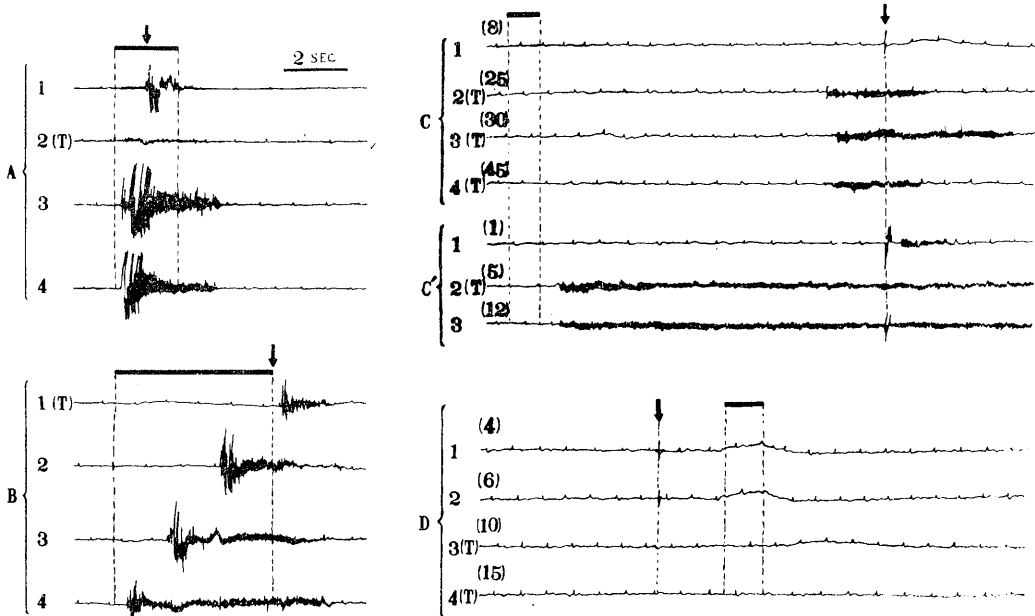 2 SEC
A
1
2 (T)
3
4
B
1 (T)
2
3
4
C
(8)
1
(25)
2(T)
(30)
3(T)
(45)
4(T)
C'
(1)
1
(5)
2(T)
(12)
3
D
(4)
1
(6)
2
(10)
3(T)
(15)
4(T)